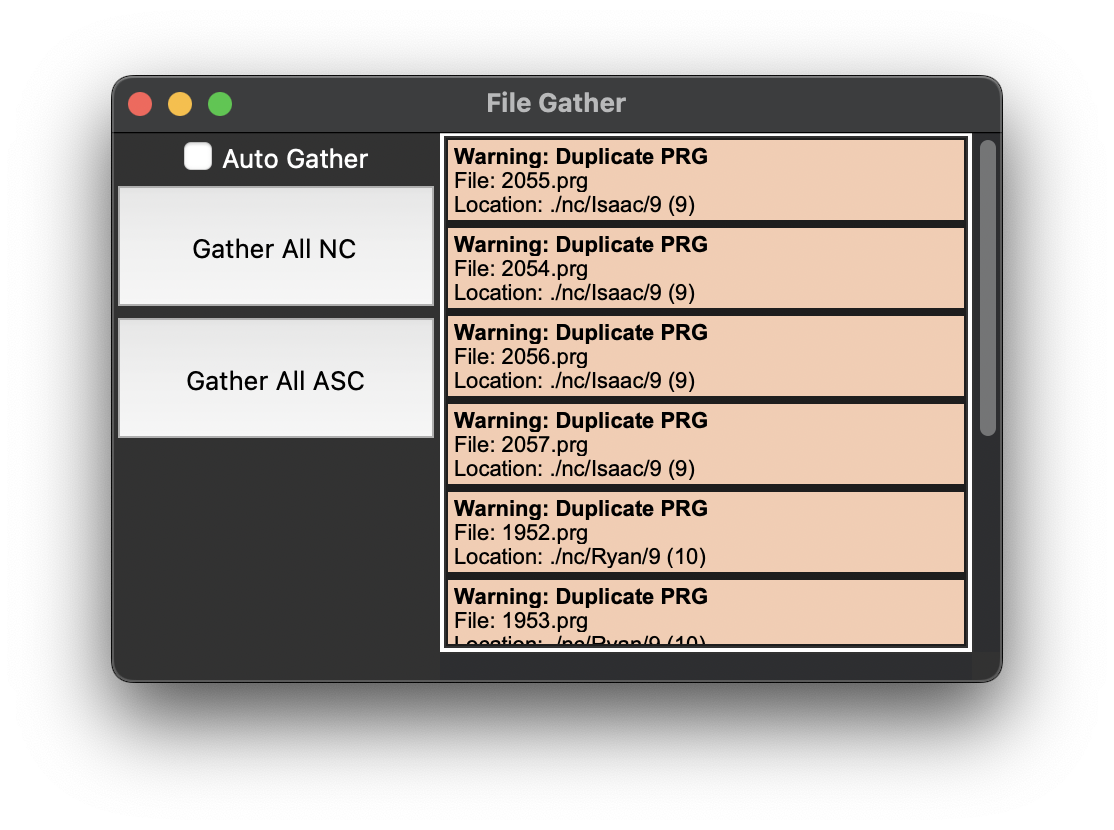 File Gather
Auto Gather
Gather All NC
Gather All ASC
Warning: Duplicate PRG
File: 2055.prg
Location: ./nc/Isaac/9 (9)
Warning: Duplicate PRG
File: 2054.prg
Location: ./nc/Isaac/9 (9)
Warning: Duplicate PRG
File: 2056.prg
Location: ./nc/Isaac/9 (9)
Warning: Duplicate PRG
File: 2057.prg
Location: ./nc/Isaac/9 (9)
Warning: Duplicate PRG
File: 1952.prg
Location: ./nc/Ryan/9 (10)
Warning: Duplicate PRG
File: 1953.prg
Location: ./nc/Ryan/9 (10)